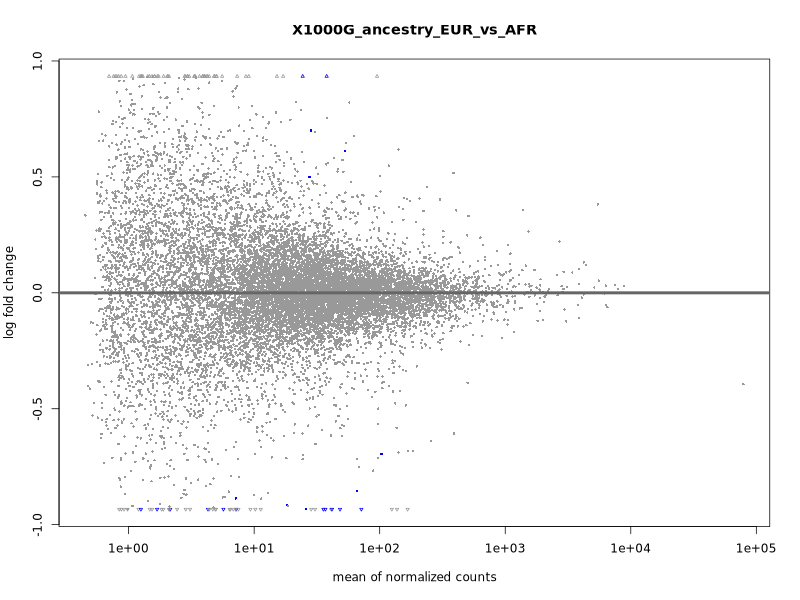 X1000G_ancestry_EUR_vs_AFR
1.0
0.5
0.0
-0.5
-1.0
log fold change
1e+00 1e+01 1e+02 1e+03 1e+04 1e+05
mean of normalized counts